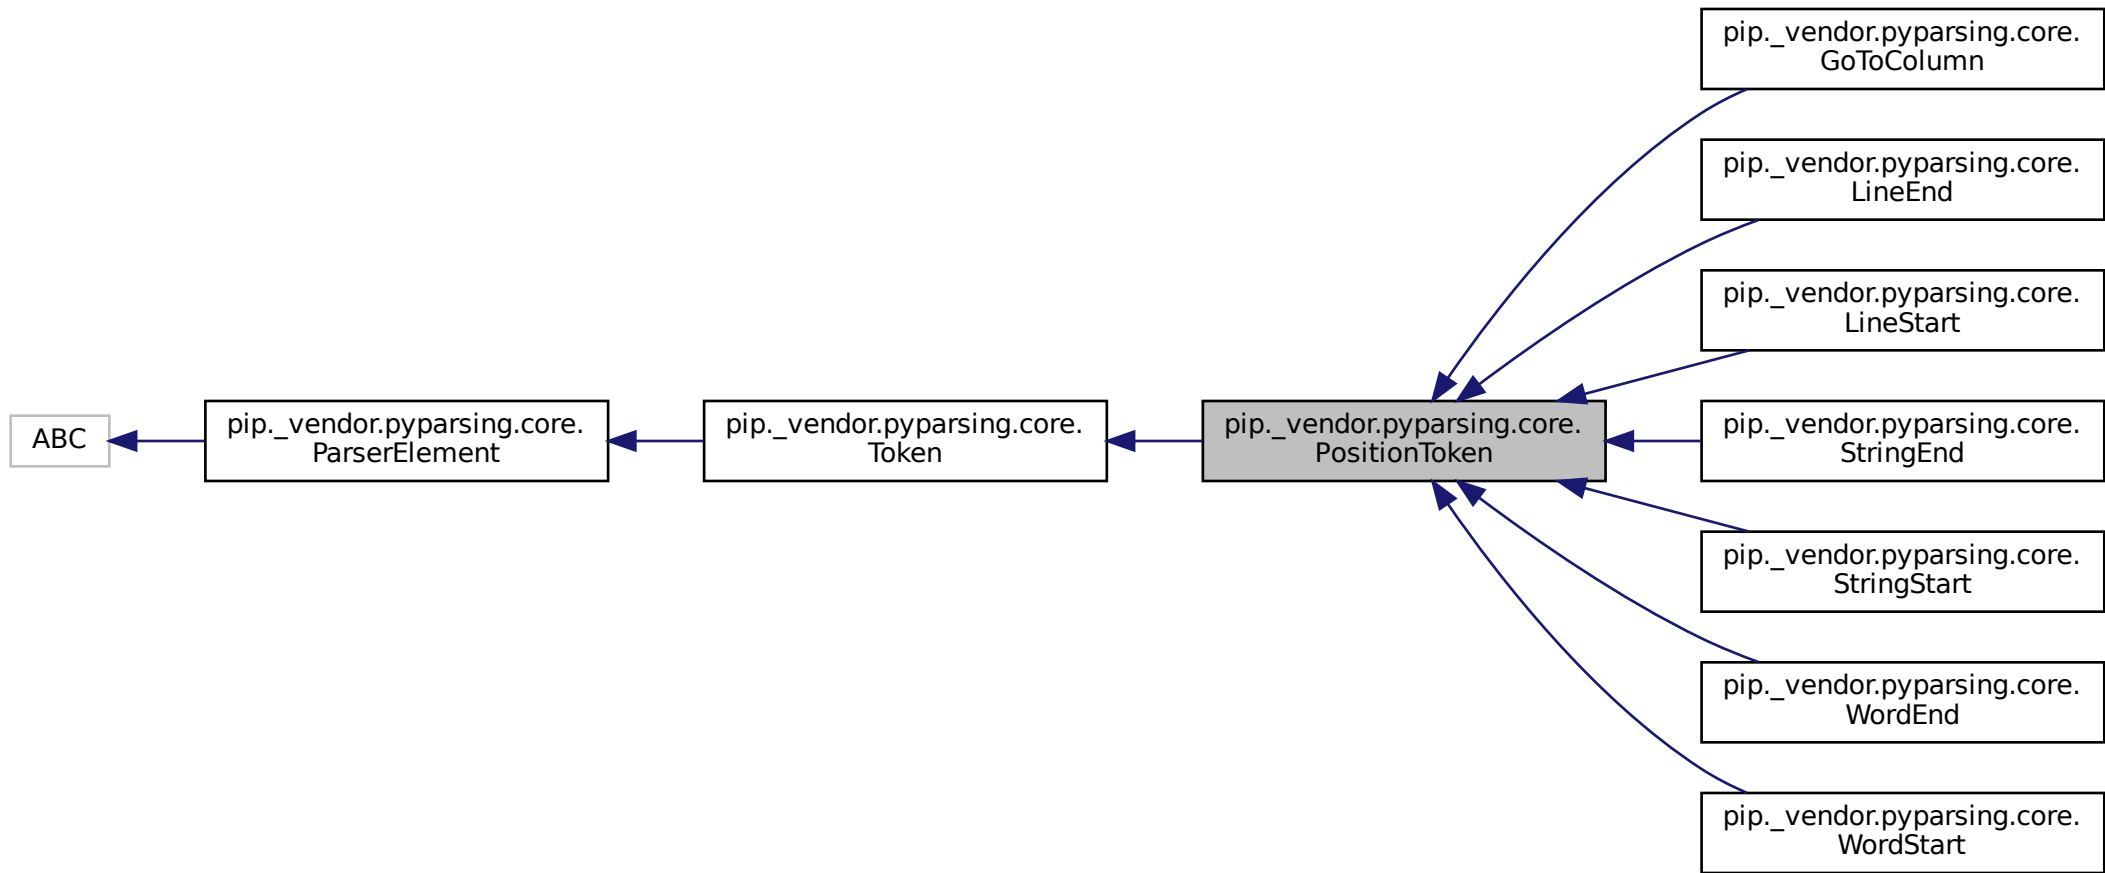 ABC
pip._vendor.pyparsing.core.
ParserElement
pip._vendor.pyparsing.core.
Token
pip._vendor.pyparsing.core.
PositionToken
pip._vendor.pyparsing.core.
GoToColumn
pip._vendor.pyparsing.core.
LineEnd
pip._vendor.pyparsing.core.
LineStart
pip._vendor.pyparsing.core.
StringEnd
pip._vendor.pyparsing.core.
StringStart
pip._vendor.pyparsing.core.
WordEnd
pip._vendor.pyparsing.core.
WordStart